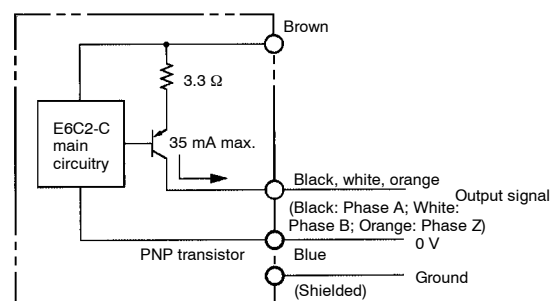 Brown
3.3 Ω
E6C2-C
main
circuitry
35 mA max.
Black, white, orange
Output signal
(Black: Phase A; White:
Phase B; Orange: Phase Z)
0 V
PNP transistor
Blue
Ground
(Shielded)